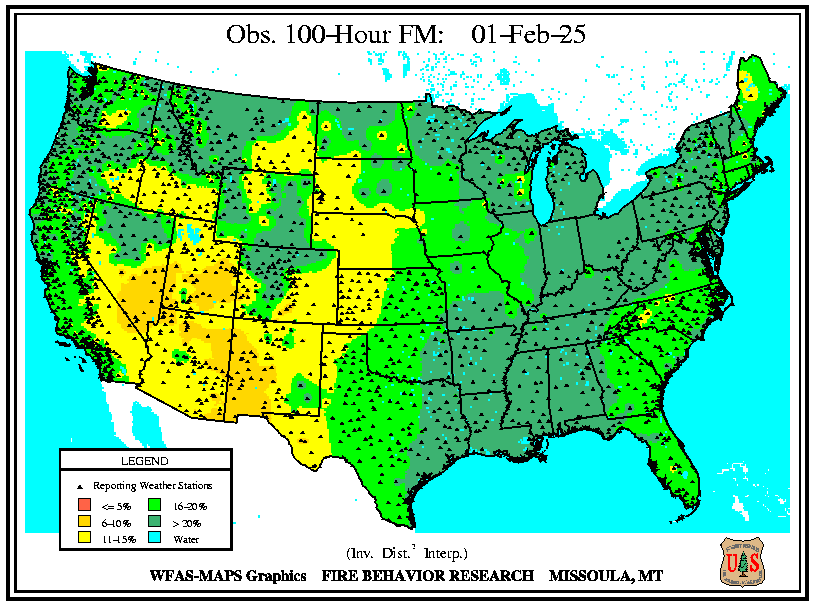 Obs. 100-Hour FM: 01-Feb-25
LEGEND
Reporting Weather Stations
<= 5% 16-20%
6-10% > 20%
11-15% Water
(Inv. Dist.² Interp.)
WFAS-MAPS Graphics FIRE BEHAVIOR RESEARCH MISSOULA, MT
US